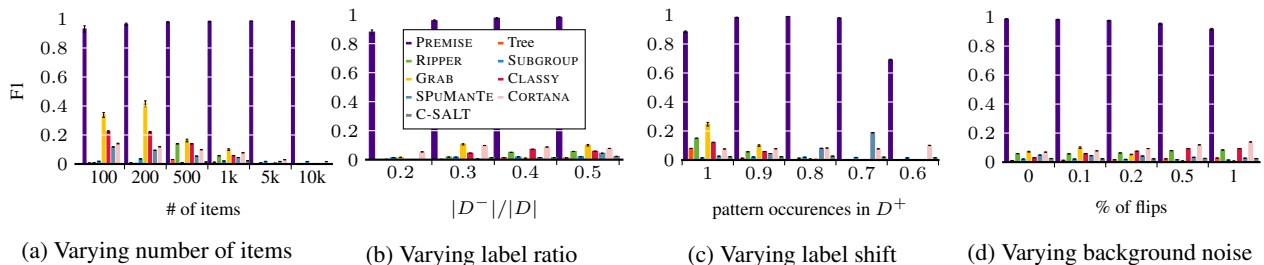 F1
1
0.8
0.6
0.4
0.2
0
100 200 500 1k 5k 10k
# of items
(a) Varying number of items
1
0.8
0.6
0.4
0.2
0
PREMISE Tree
RIPPER SUBGROUP
GRAB CLASSY
SPUMANTE CORTANA
C-SALT
0.2 0.3 0.4 0.5
|D⁻|/|D|
(b) Varying label ratio
1
0.8
0.6
0.4
0.2
0
1 0.9 0.8 0.7 0.6
pattern occurences in D⁺
(c) Varying label shift
1
0.8
0.6
0.4
0.2
0
0 0.1 0.2 0.5 1
% of flips
(d) Varying background noise